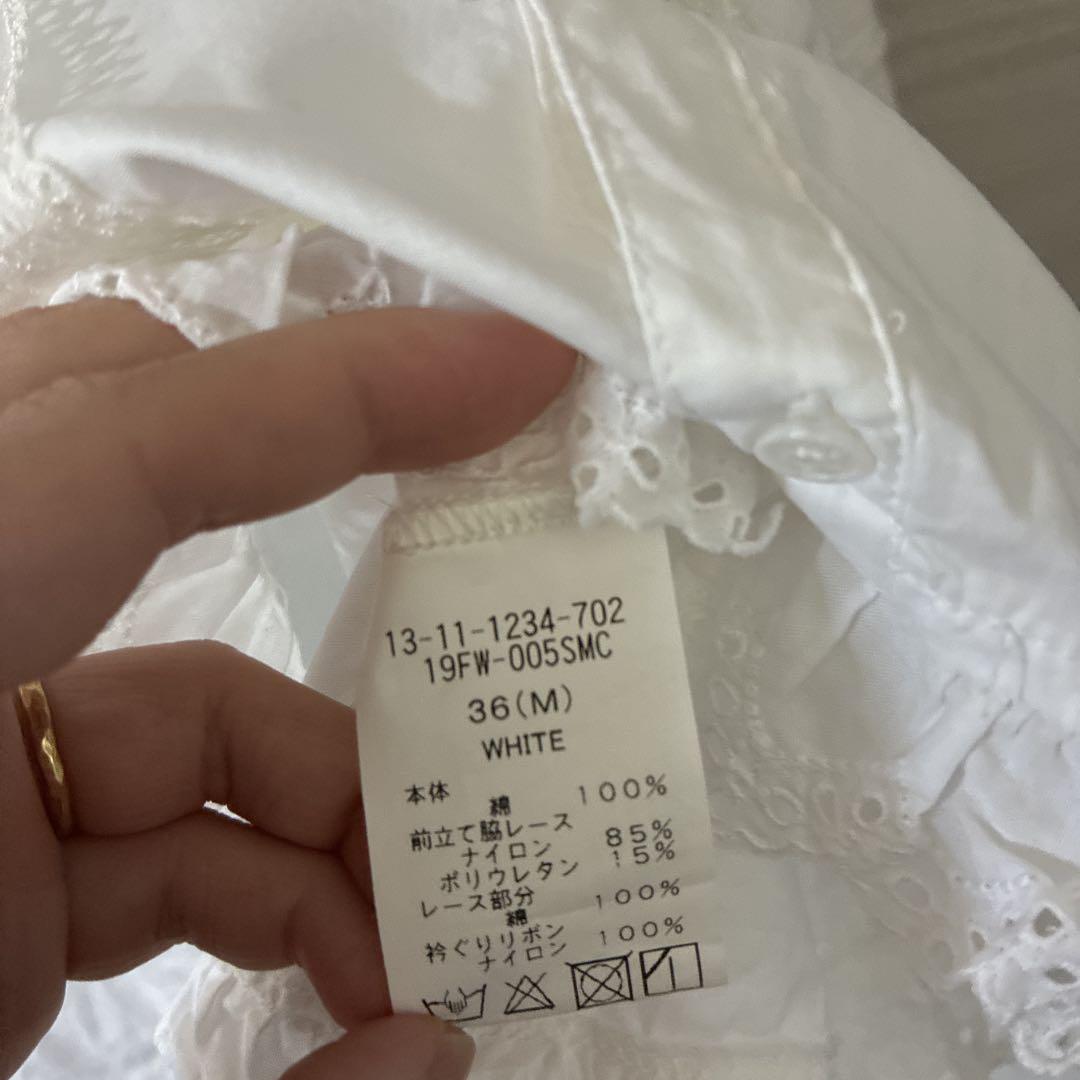 13-11-1234-702
19FW-005SMC
36(M)
WHITE
本体
綿 100%
前立て脇レース
ナイロン 85%
ポリウレタン 15%
レース部分
綿 100%
衿ぐりリボン
ナイロン 100%